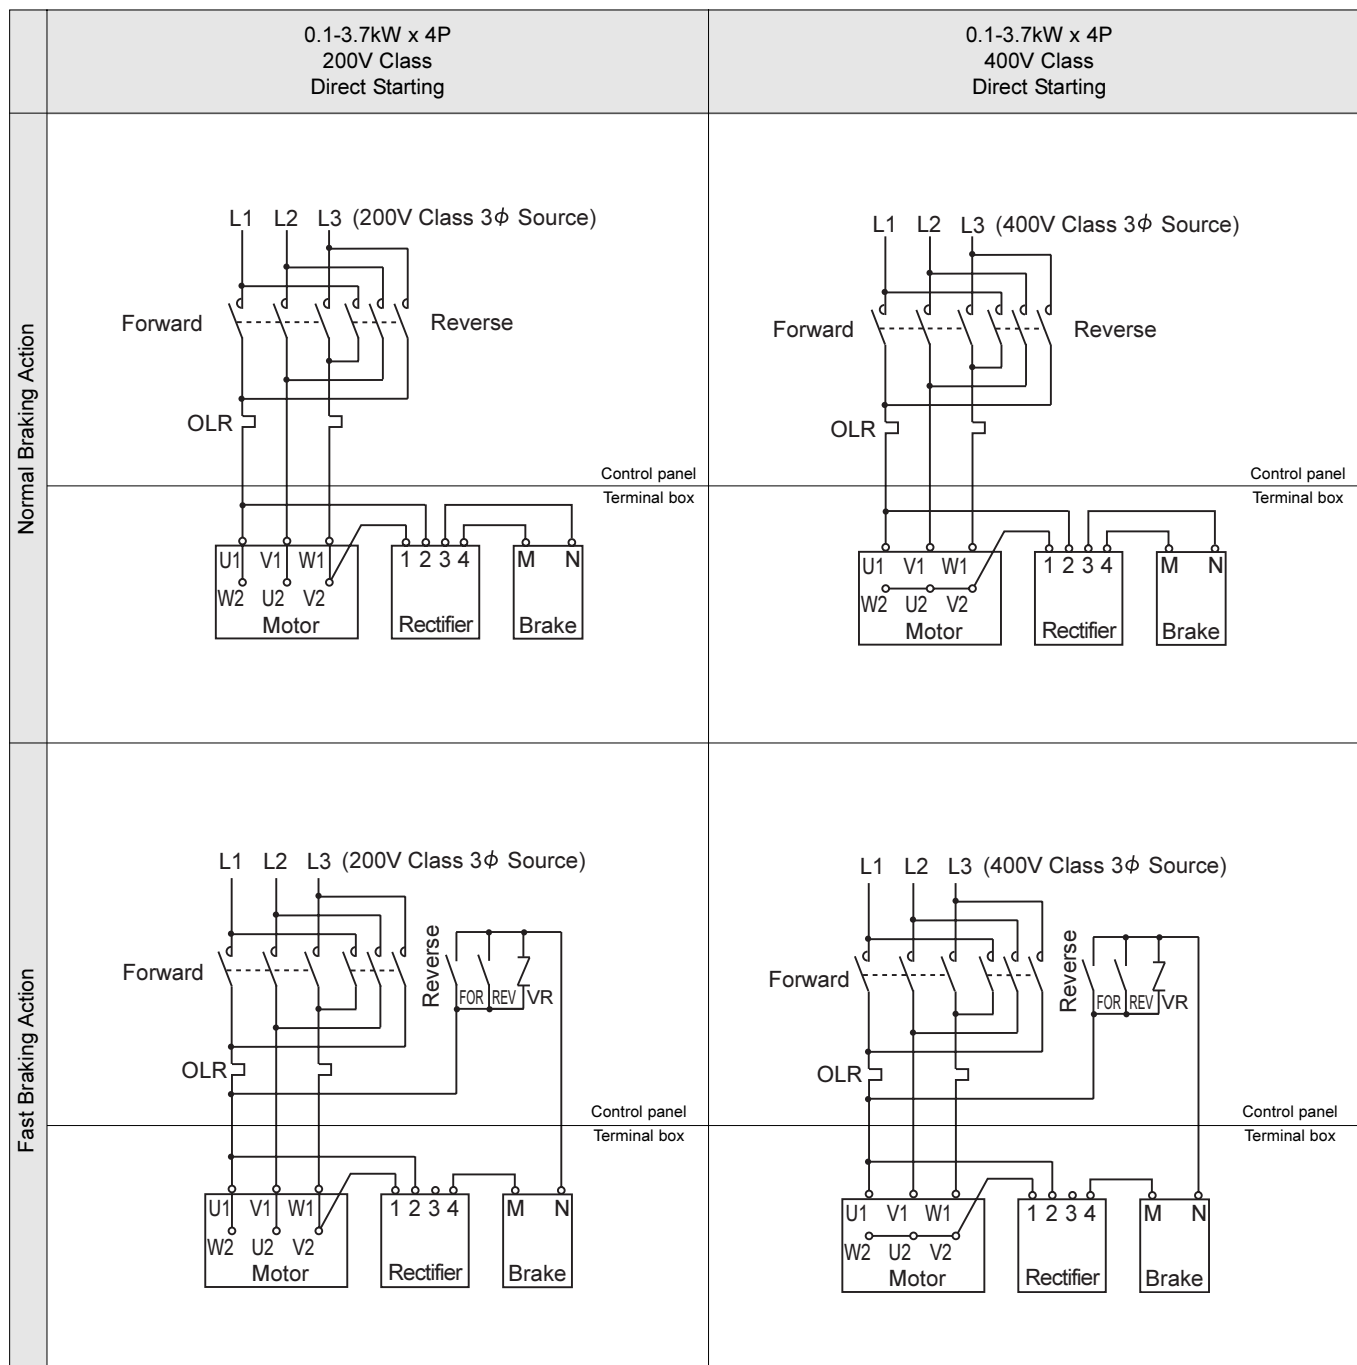 0.1-3.7kW x 4P
200V Class
Direct Starting
0.1-3.7kW x 4P
400V Class
Direct Starting
Normal Braking Action
L1 L2 L3 (200V Class 3ϕ Source)
Forward Reverse
OLR
Control panel
Terminal box
U1 V1 W1 1 2 3 4 M N
W2 U2 V2
Motor Rectifier Brake
L1 L2 L3 (400V Class 3ϕ Source)
Forward Reverse
OLR
Control panel
Terminal box
U1 V1 W1 1 2 3 4 M N
W2 U2 V2
Motor Rectifier Brake
Fast Braking Action
L1 L2 L3 (200V Class 3ϕ Source)
Forward Reverse
FOR REV VR
OLR
Control panel
Terminal box
U1 V1 W1 1 2 3 4 M N
W2 U2 V2
Motor Rectifier Brake
L1 L2 L3 (400V Class 3ϕ Source)
Forward Reverse
FOR REV VR
OLR
Control panel
Terminal box
U1 V1 W1 1 2 3 4 M N
W2 U2 V2
Motor Rectifier Brake